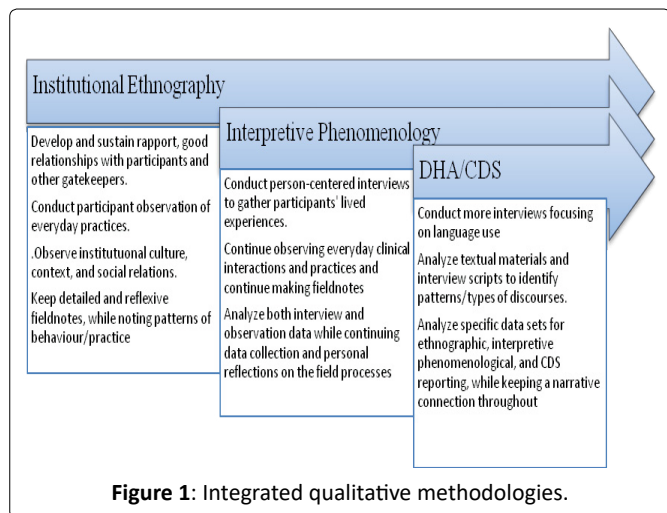 Institutional Ethnography
Develop and sustain rapport, good
relationships with participants and
other gatekeepers.
Conduct participant observation of
everyday practices.
.Observe instituutional culture,
context, and social relations.
Keep detailed and reflexive
fieldnotes, while noting patterns of
behaviour/practice
Interpretive Phenomenology
Conduct person-centered interviews
to gather participants' lived
experiences.
Continue observing everyday clinical
interactions and practices and
continue making fieldnotes
Analyze both interview and
observation data while continuing
data collection and personal
reflections on the field processes
DHA/CDS
Conduct more interviews focusing
on language use
Analyze textual materials and
interview scripts to identify
patterns/types of discourses.
Analyze specific data sets for
ethnographic, interpretive
phenomenological, and CDS
reporting, while keeping a narrative
connection throughout
Figure 1: Integrated qualitative methodologies.